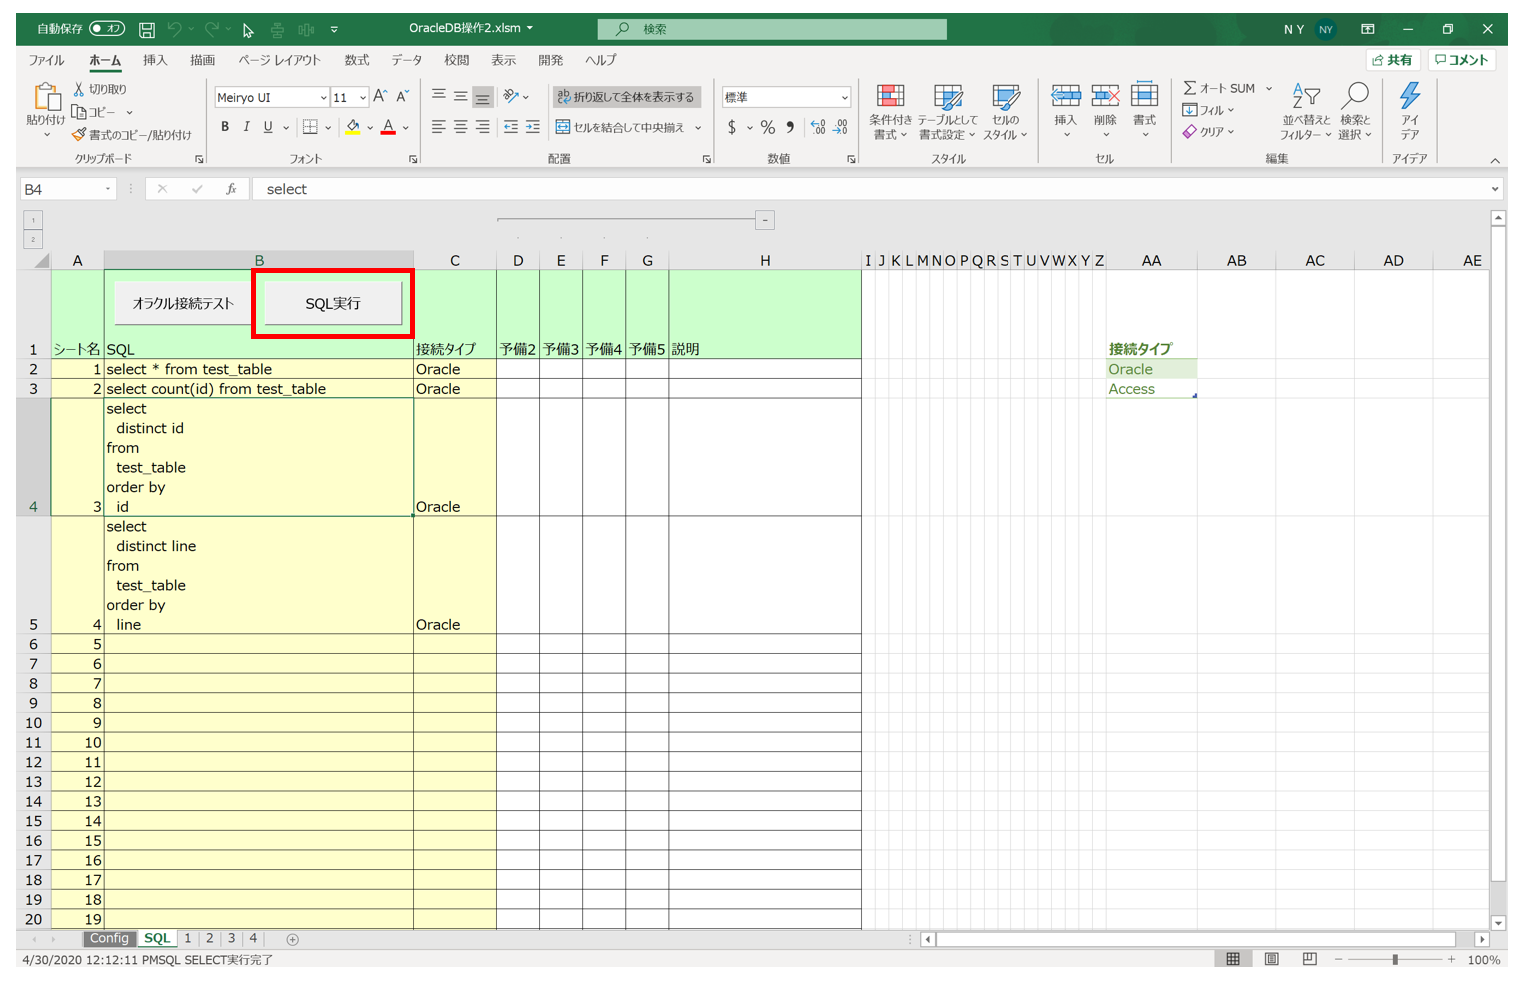 自動保存 オフ OracleDB操作2.xlsm 検索 N Y NY
ファイル ホーム 挿入 描画 ページ レイアウト 数式 データ 校閲 表示 開発 ヘルプ 共有 コメント
貼り付け 切り取り コピー 書式のコピー/貼り付け クリップボード
Meiryo UI 11 A A B I U A フォント
ab 折り返して全体を表示する セルを結合して中央揃え 配置
標準 $ % 数値
条件付き書式 テーブルとして書式設定 セルのスタイル スタイル
挿入 削除 書式 セル
Σ オート SUM フィル クリア 並べ替えとフィルター 検索と選択 編集
アイデア アイデア
B4 fx select
1
2
A B C D E F G H I J K L M N O P Q R S T U V W X Y Z AA AB AC AD AE
オラクル接続テスト SQL実行
1 シート名 SQL 接続タイプ 予備2 予備3 予備4 予備5 説明 接続タイプ
2 1 select * from test_table Oracle Oracle
3 2 select count(id) from test_table Oracle Access
select
distinct id
from
test_table
order by
4 3 id Oracle
select
distinct line
from
test_table
order by
5 4 line Oracle
6 5
7 6
8 7
9 8
10 9
11 10
12 11
13 12
14 13
15 14
16 15
17 16
18 17
19 18
20 19
Config SQL 1 2 3 4
4/30/2020 12:12:11 PMSQL SELECT実行完了 100%